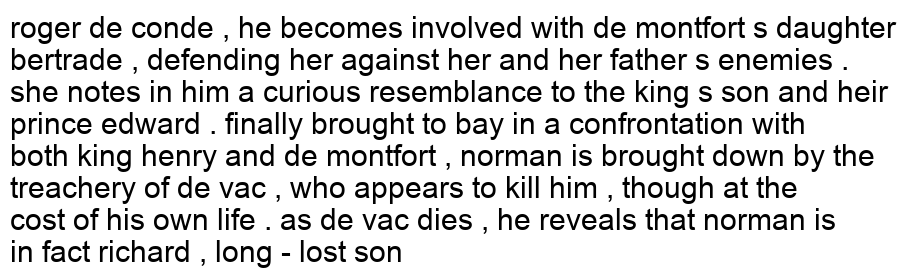 roger de conde , he becomes involved with de montfort s daughter
bertrade , defending her against her and her father s enemies .
she notes in him a curious resemblance to the king s son and heir
prince edward . finally brought to bay in a confrontation with
both king henry and de montfort , norman is brought down by the
treachery of de vac , who appears to kill him , though at the
cost of his own life . as de vac dies , he reveals that norman is
in fact richard , long - lost son